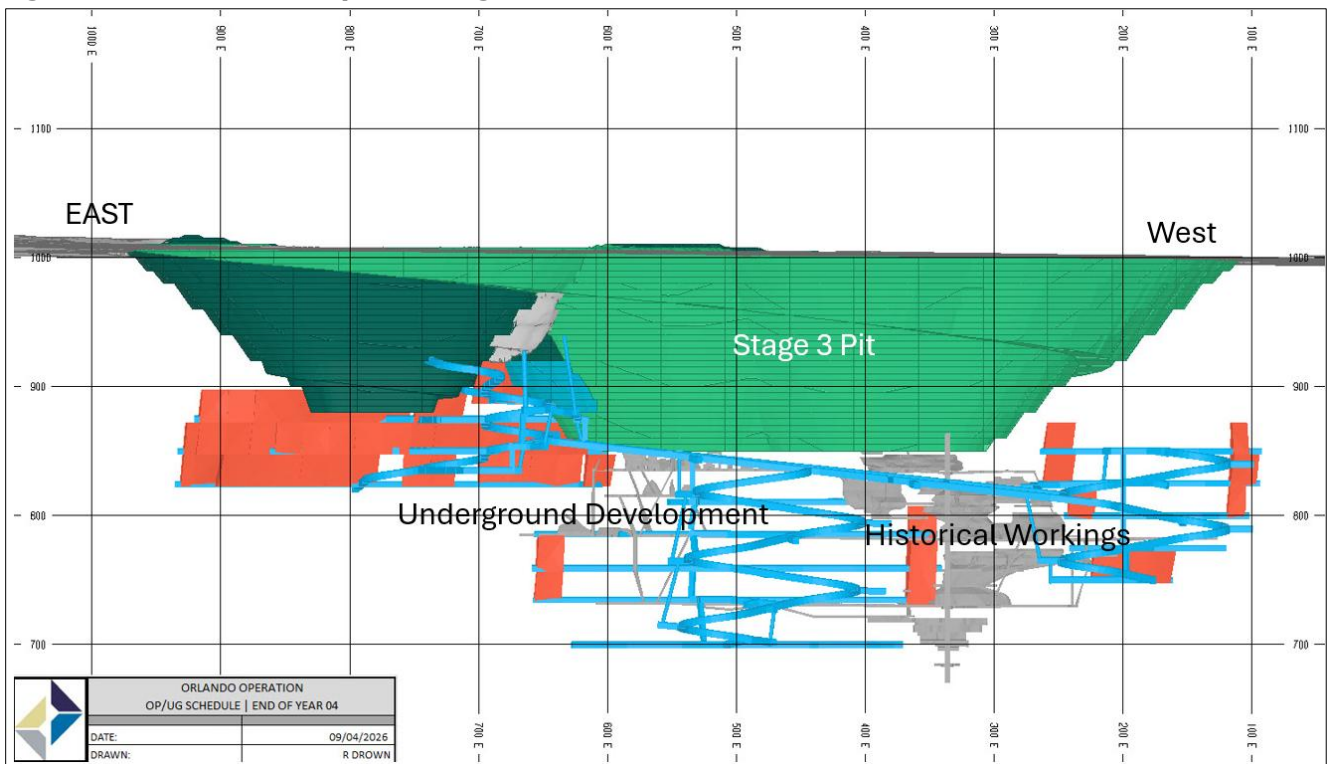 1000 E 900 E 800 E 700 E 600 E 500 E 400 E 300 E 200 E 100 E
1100 1100
EAST
West
1000 1000
Stage 3 Pit
900 900
Underground Development
800 800
Historical Workings
700 700
ORLANDO OPERATION
OP/UG SCHEDULE | END OF YEAR 04
DATE: 09/04/2026
DRAWN: R DROWN
700 E 600 E 500 E 400 E 300 E 200 E 100 E